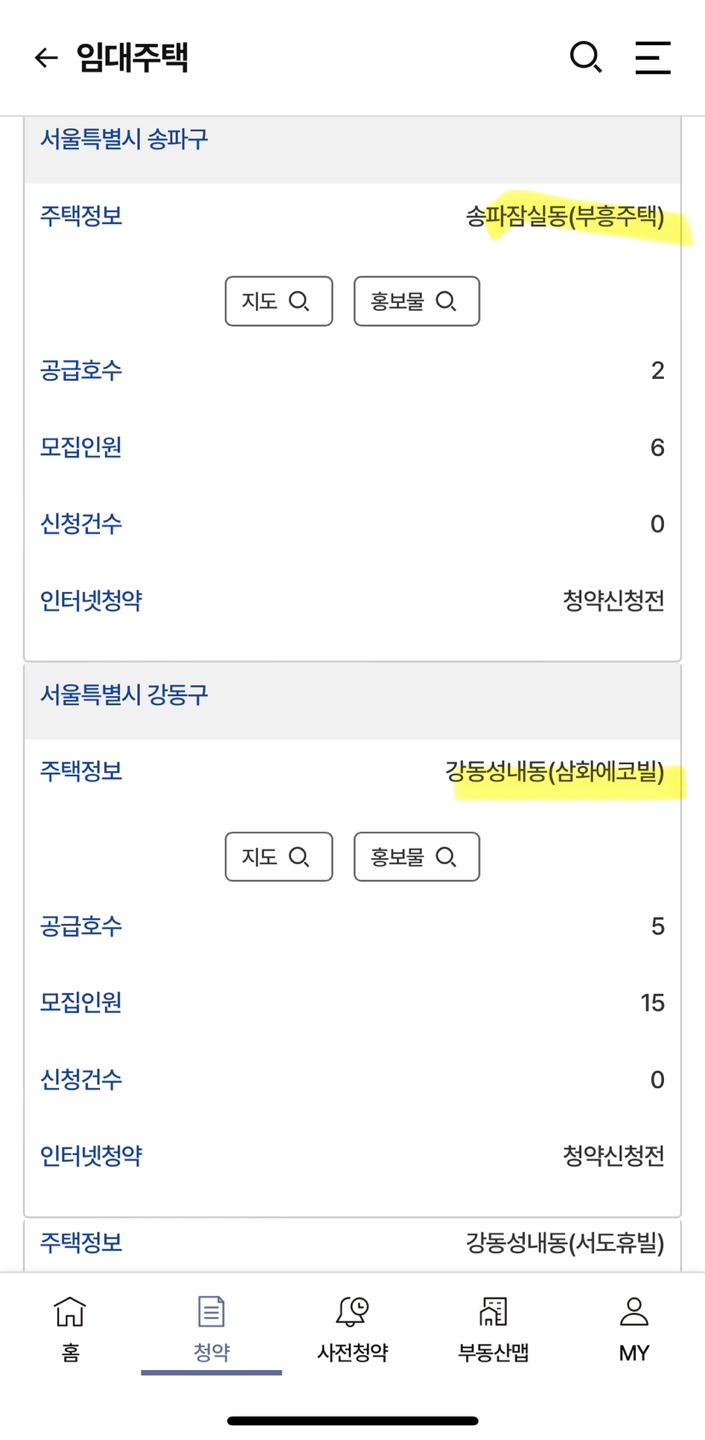 임대주택
서울특별시 송파구
주택정보 송파잠실동(부흥주택)
지도 홍보물
공급호수 2
모집인원 6
신청건수 0
인터넷청약 청약신청전
서울특별시 강동구
주택정보 강동성내동(삼화에코빌)
지도 홍보물
공급호수 5
모집인원 15
신청건수 0
인터넷청약 청약신청전
주택정보 강동성내동(서도휴빌)
홈 청약 사전청약 부동산맵 MY